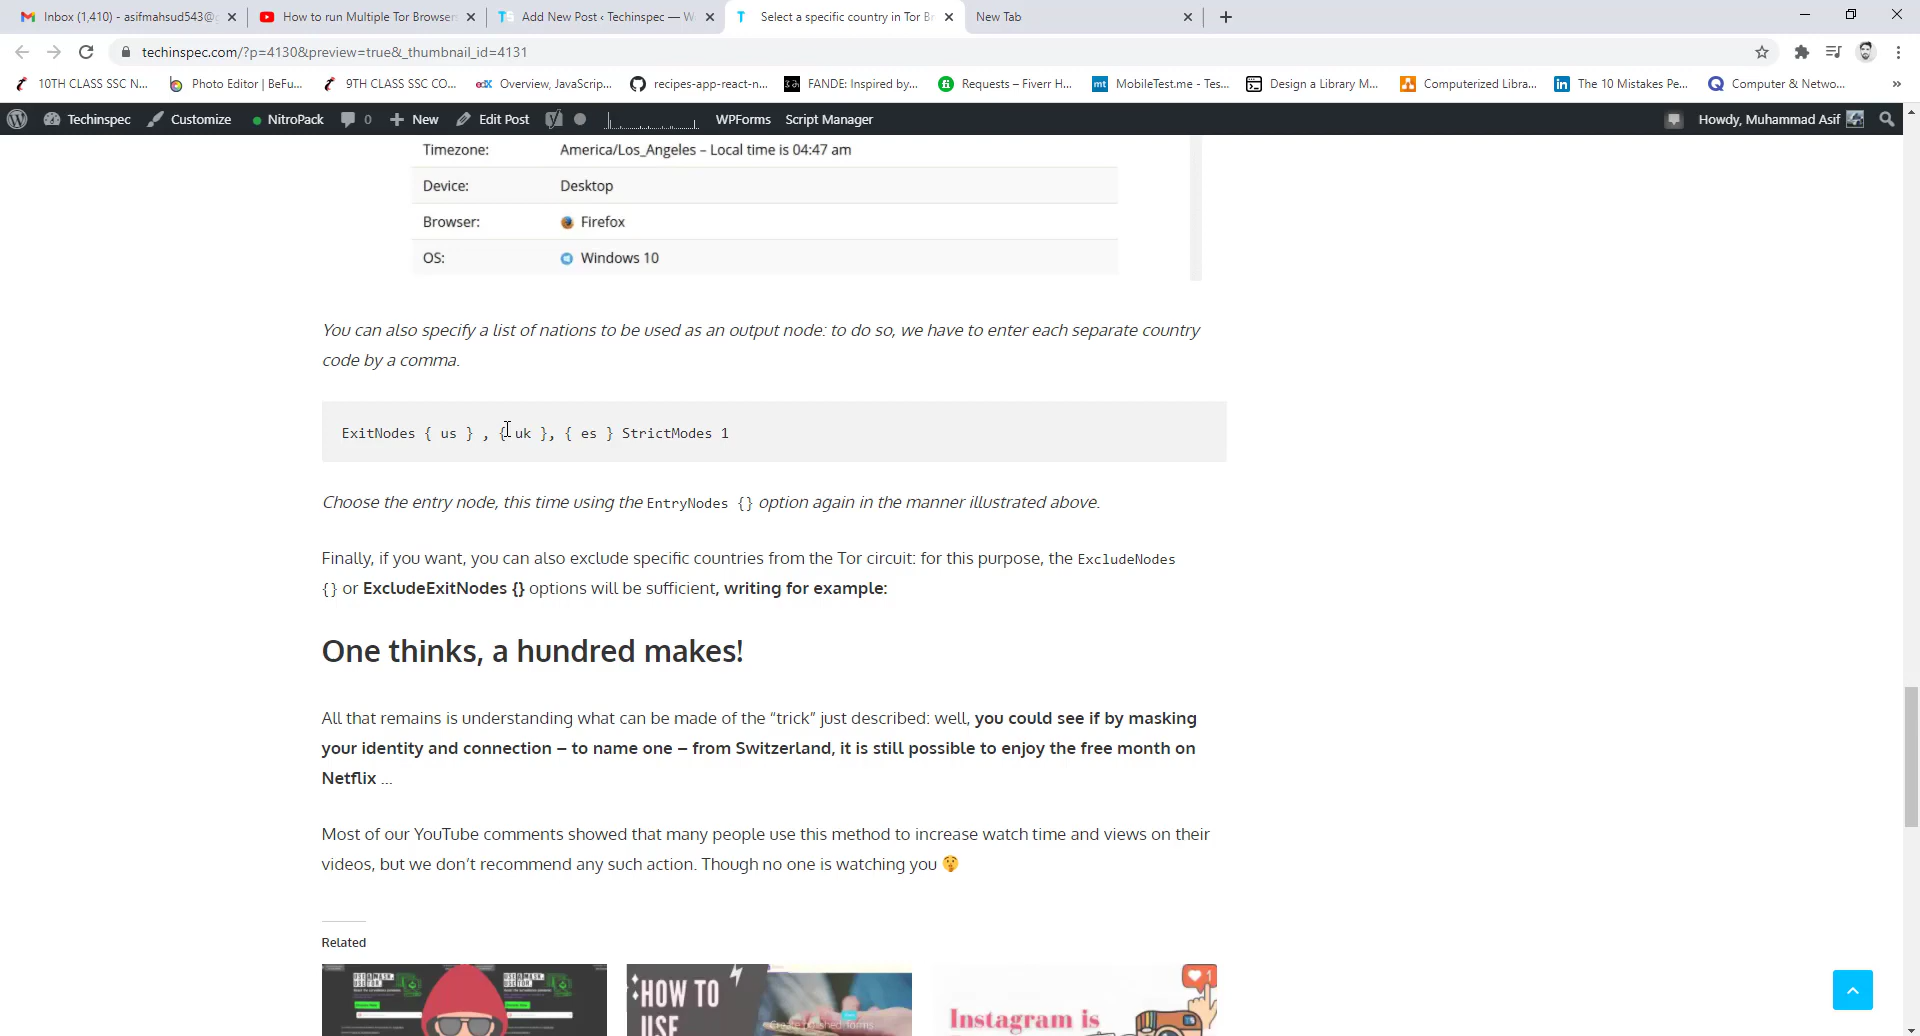 Inbox (1,410) - asifmahsud543@g
How to run Multiple Tor Browsers
Add New Post ‹ Techinspec — W
Select a specific country in Tor Br
New Tab
techinspec.com/?p=4130&preview=true&_thumbnail_id=4131
10TH CLASS SSC N...
Photo Editor | BeFu...
9TH CLASS SSC CO...
edX Overview, JavaScrip...
recipes-app-react-n...
FANDE: Inspired by...
Requests – Fiverr H...
mt MobileTest.me - Tes...
Design a Library M...
Computerized Libra...
in The 10 Mistakes Pe...
Computer & Netwo...
»
Techinspec
Customize
NitroPack
0
New
Edit Post
WPForms
Script Manager
Howdy, Muhammad Asif
Timezone: America/Los_Angeles – Local time is 04:47 am
Device: Desktop
Browser: Firefox
OS: Windows 10
You can also specify a list of nations to be used as an output node: to do so, we have to enter each separate country
code by a comma.
ExitNodes { us } , { uk }, { es } StrictModes 1
Choose the entry node, this time using the EntryNodes {} option again in the manner illustrated above.
Finally, if you want, you can also exclude specific countries from the Tor circuit: for this purpose, the ExcludeNodes
{} or ExcludeExitNodes {} options will be sufficient, writing for example:
One thinks, a hundred makes!
All that remains is understanding what can be made of the “trick” just described: well, you could see if by masking
your identity and connection – to name one – from Switzerland, it is still possible to enjoy the free month on
Netflix ...
Most of our YouTube comments showed that many people use this method to increase watch time and views on their
videos, but we don’t recommend any such action. Though no one is watching you 🤫
Related
HOW TO
USE
Instagram is
1